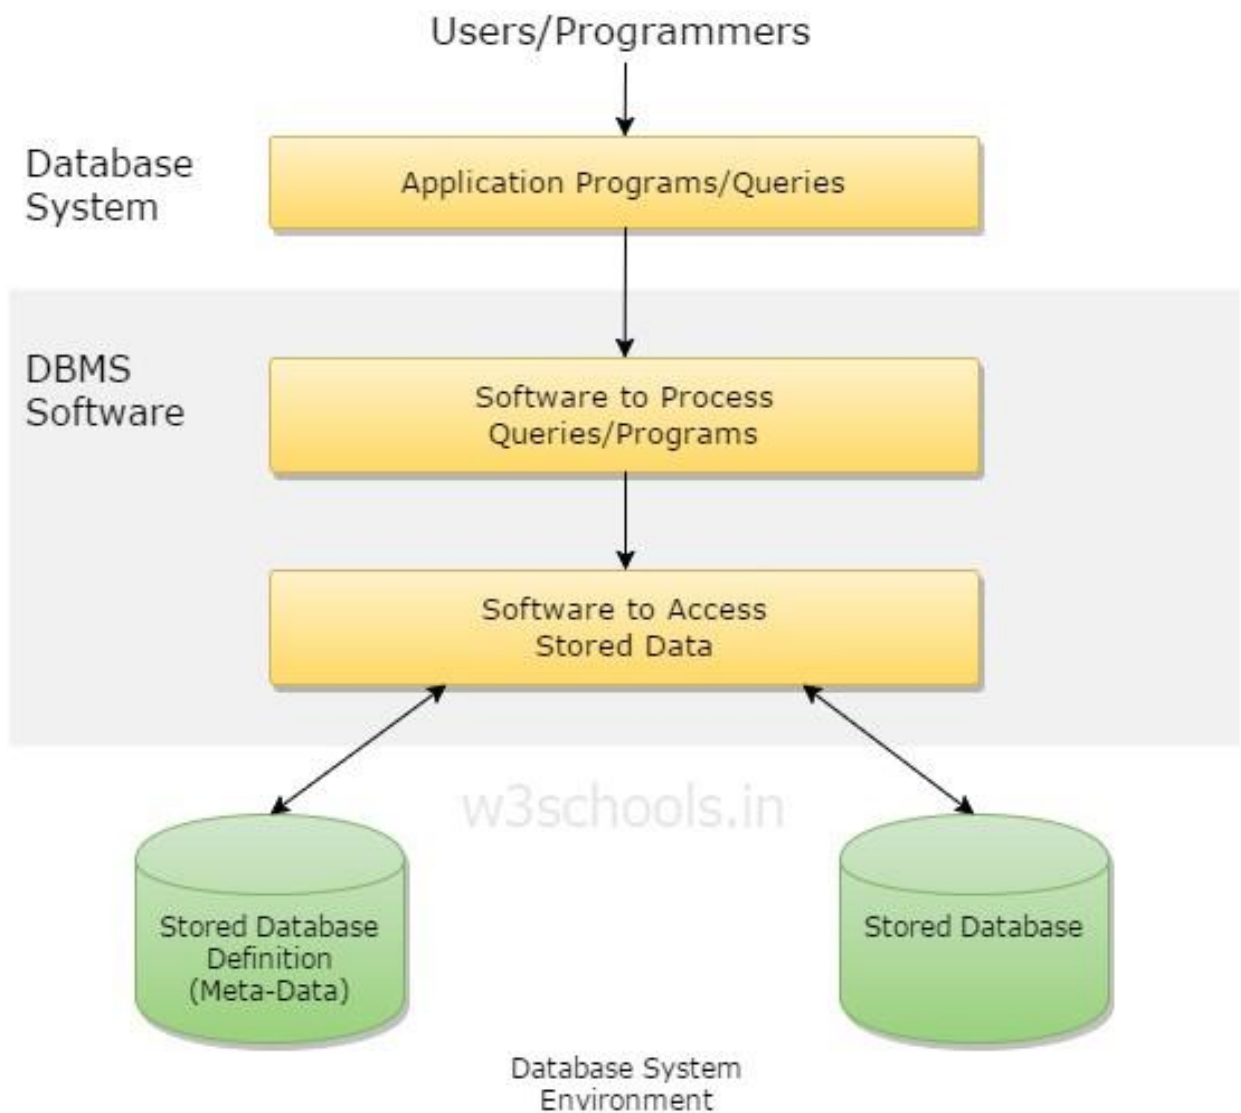 Users/Programmers
Database
System
Application Programs/Queries
DBMS
Software
Software to Process
Queries/Programs
Software to Access
Stored Data
w3schools.in
Stored Database
Definition
(Meta-Data)
Stored Database
Database System
Environment